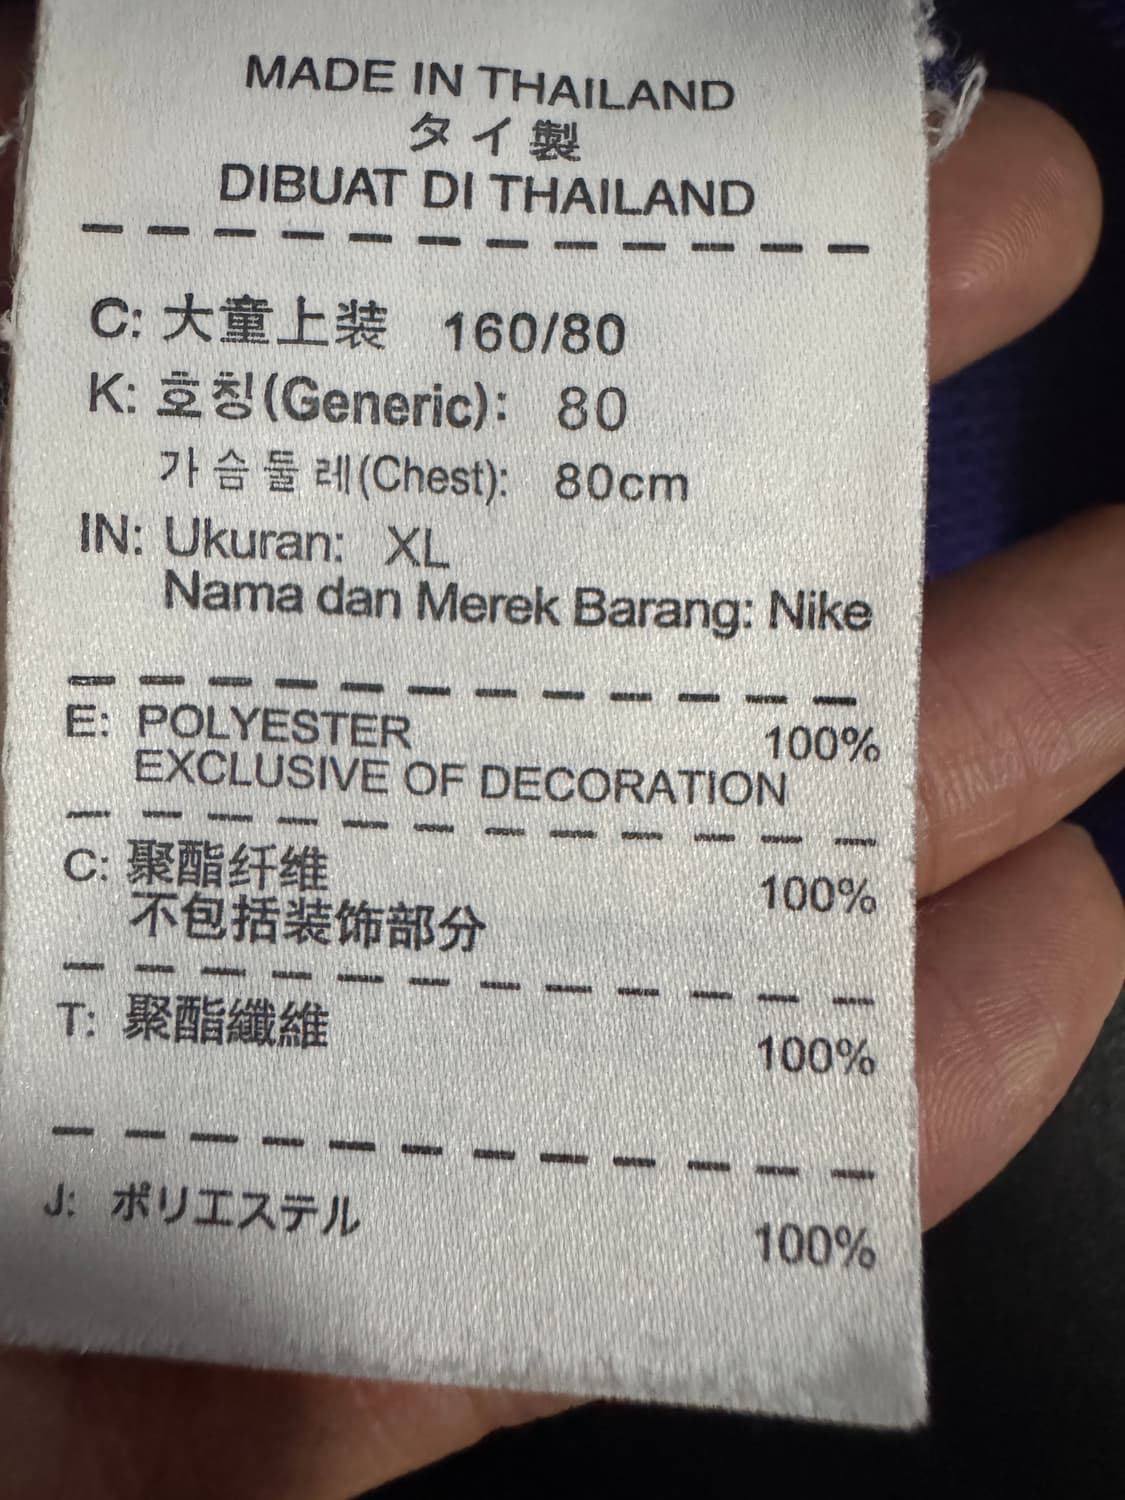 MADE IN THAILAND
タイ製
DIBUAT DI THAILAND
C: 大童上装 160/80
K: 호칭(Generic): 80
가슴둘레(Chest): 80cm
IN: Ukuran: XL
Nama dan Merek Barang: Nike
E: POLYESTER 100%
EXCLUSIVE OF DECORATION
C: 聚酯纤维 100%
不包括装饰部分
T: 聚酯纖維 100%
J: ポリエステル 100%